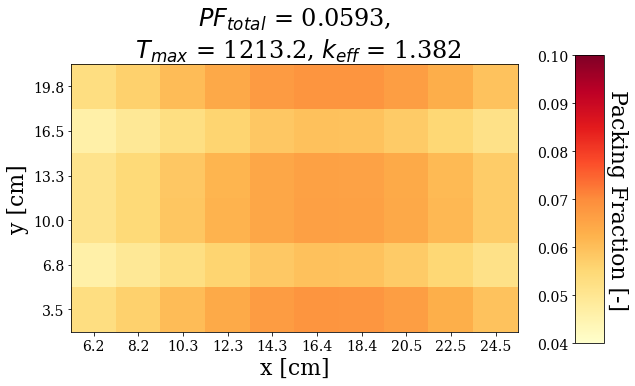 PF_total = 0.0593,
T_max = 1213.2, k_eff = 1.382
19.8
16.5
13.3
10.0
6.8
3.5
y [cm]
6.2 8.2 10.3 12.3 14.3 16.4 18.4 20.5 22.5 24.5
x [cm]
0.10
0.09
0.08
0.07
0.06
0.05
0.04
Packing Fraction [-]